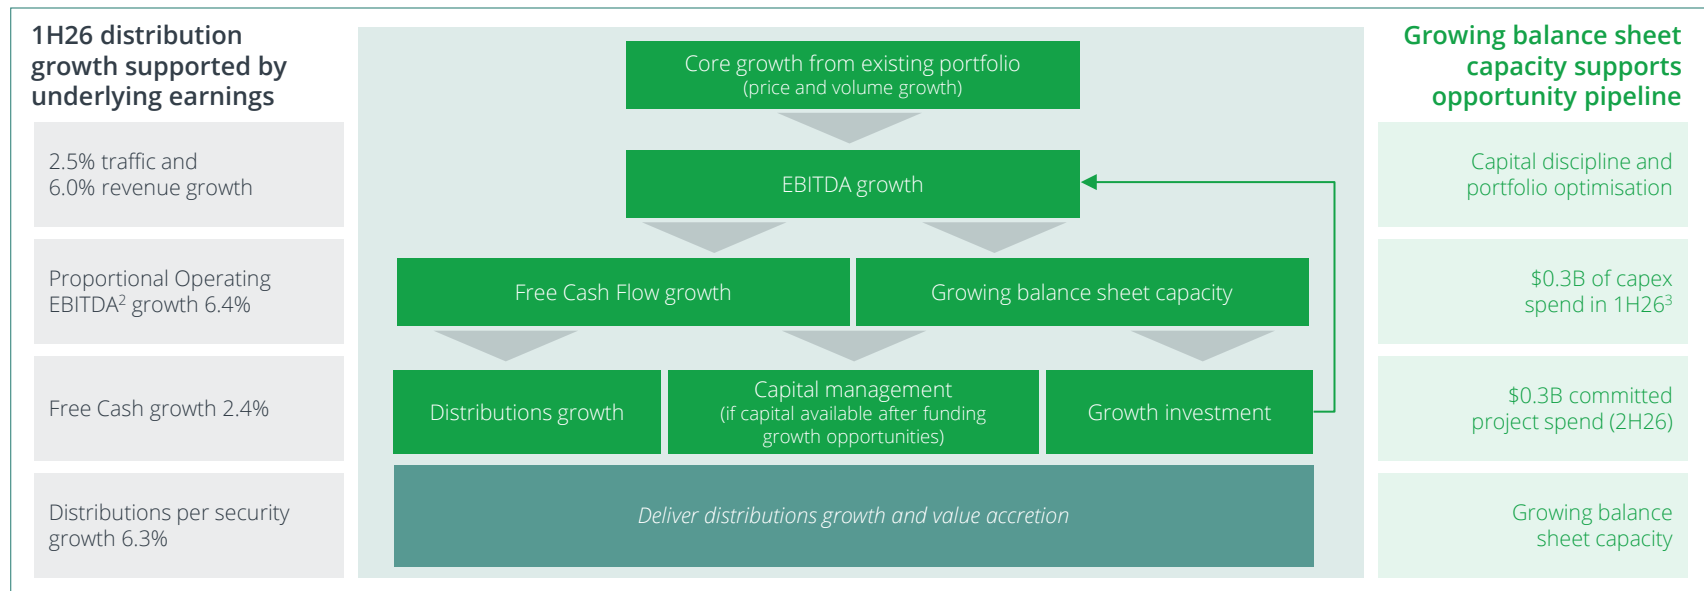 1H26 distribution
growth supported by
underlying earnings
2.5% traffic and
6.0% revenue growth
Proportional Operating
EBITDA² growth 6.4%
Free Cash growth 2.4%
Distributions per security
growth 6.3%
Core growth from existing portfolio
(price and volume growth)
EBITDA growth
Free Cash Flow growth
Growing balance sheet capacity
Distributions growth
Capital management
(if capital available after funding
growth opportunities)
Growth investment
Deliver distributions growth and value accretion
Growing balance sheet
capacity supports
opportunity pipeline
Capital discipline and
portfolio optimisation
$0.3B of capex
spend in 1H26³
$0.3B committed
project spend (2H26)
Growing balance
sheet capacity